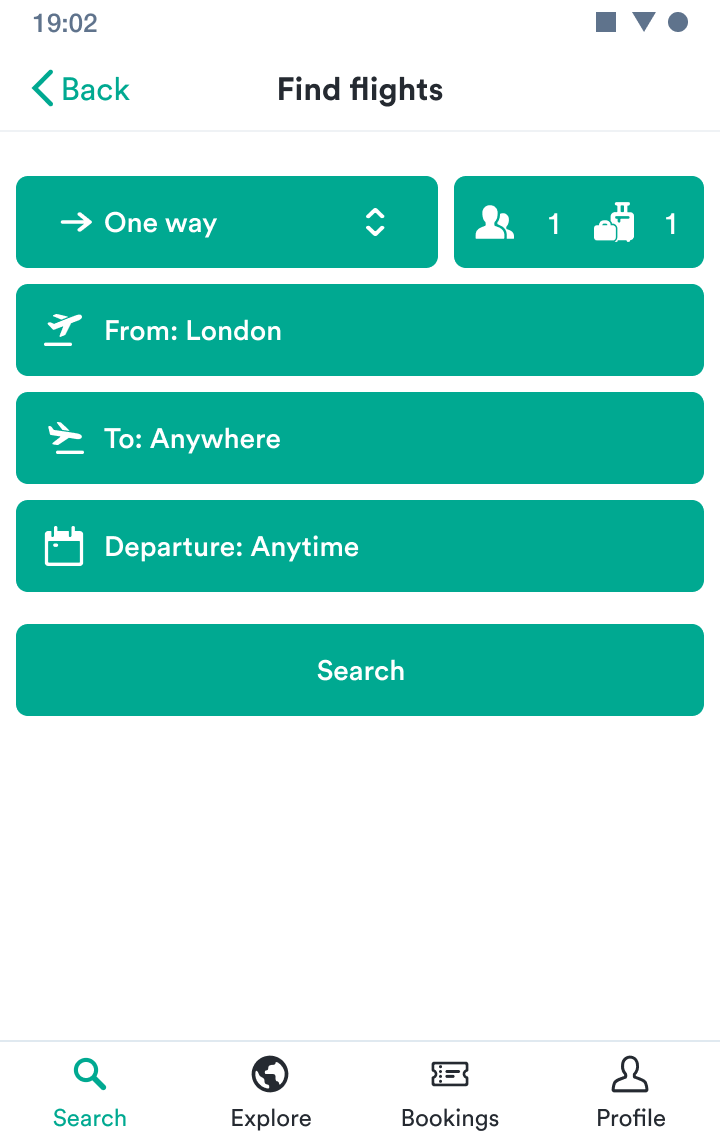 19:02
Back
Find flights
One way
1
1
From: London
To: Anywhere
Departure: Anytime
Search
Search
Explore
Bookings
Profile